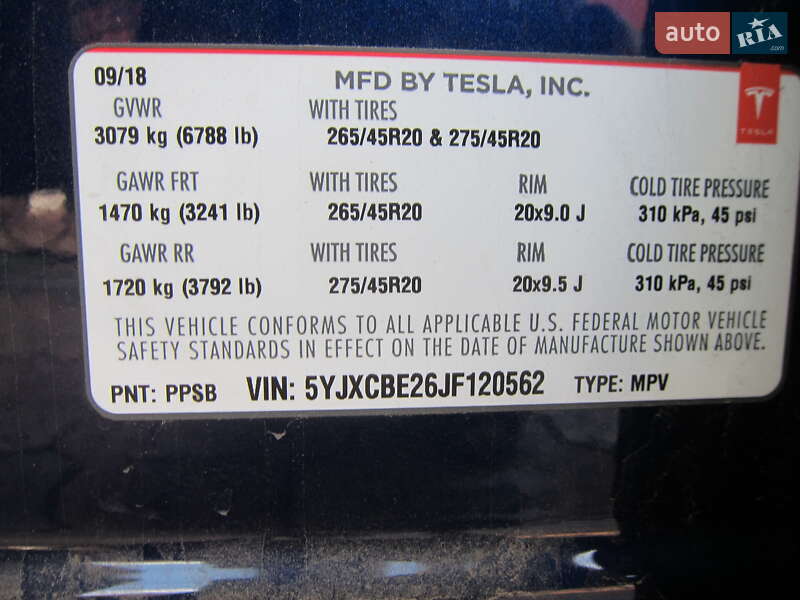 auto RIA .com
09/18 MFD BY TESLA, INC.
TESLA
GVWR WITH TIRES
3079 kg (6788 lb) 265/45R20 & 275/45R20
GAWR FRT WITH TIRES RIM COLD TIRE PRESSURE
1470 kg (3241 lb) 265/45R20 20x9.0 J 310 kPa, 45 psi
GAWR RR WITH TIRES RIM COLD TIRE PRESSURE
1720 kg (3792 lb) 275/45R20 20x9.5 J 310 kPa, 45 psi
THIS VEHICLE CONFORMS TO ALL APPLICABLE U.S. FEDERAL MOTOR VEHICLE
SAFETY STANDARDS IN EFFECT ON THE DATE OF MANUFACTURE SHOWN ABOVE.
PNT: PPSB VIN: 5YJXCBE26JF120562 TYPE: MPV